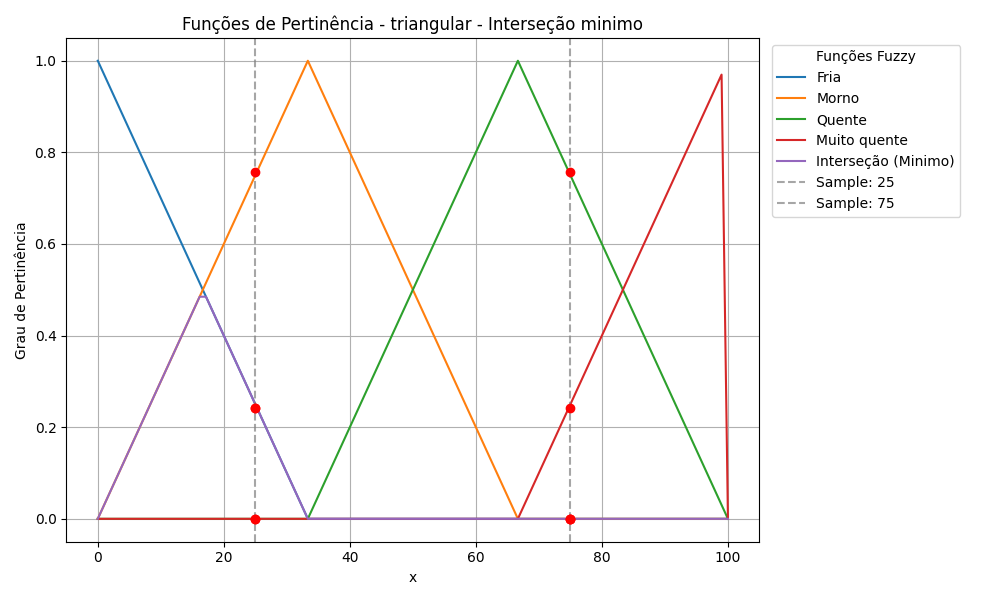 Funções de Pertinência - triangular - Interseção minimo
Funções Fuzzy
Fria
Morno
Quente
Muito quente
Interseção (Minimo)
Sample: 25
Sample: 75
Grau de Pertinência
1.0
0.8
0.6
0.4
0.2
0.0
0
20
40
60
80
100
x